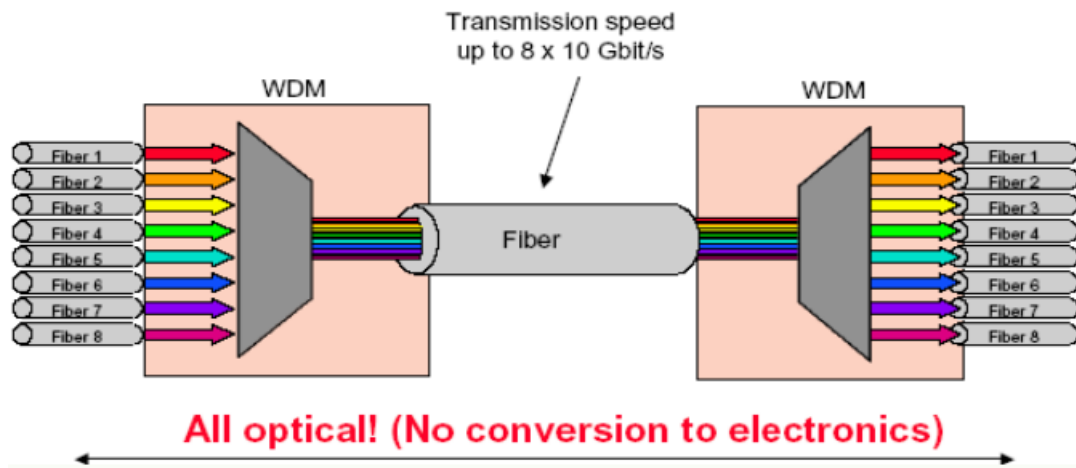 Transmission speed
up to 8 x 10 Gbit/s
WDM
WDM
Fiber 1
Fiber 2
Fiber 3
Fiber 4
Fiber 5
Fiber 6
Fiber 7
Fiber 8
Fiber
Fiber 1
Fiber 2
Fiber 3
Fiber 4
Fiber 5
Fiber 6
Fiber 7
Fiber 8
All optical! (No conversion to electronics)